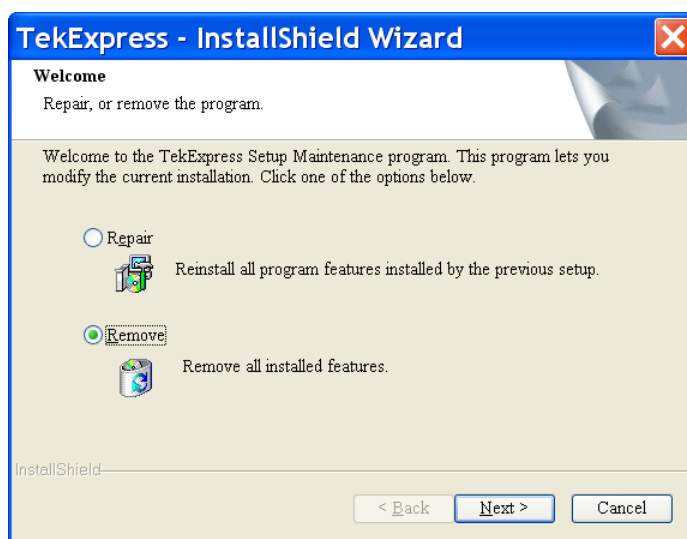 TekExpress - InstallShield Wizard
Welcome
Repair, or remove the program.
Welcome to the TekExpress Setup Maintenance program. This program lets you
modify the current installation. Click one of the options below.
Repair
Reinstall all program features installed by the previous setup.
Remove
Remove all installed features.
InstallShield
< Back Next > Cancel